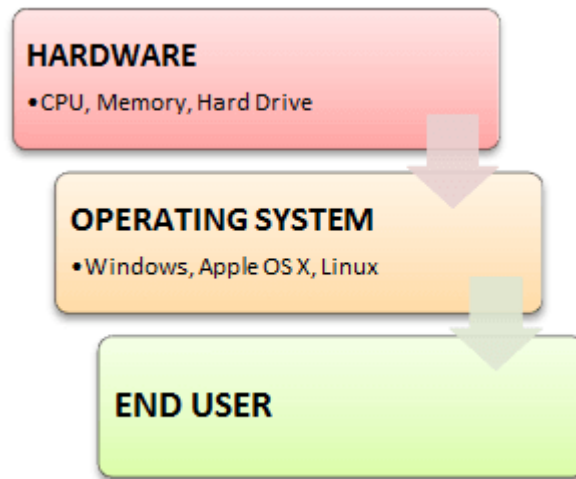 HARDWARE
•CPU, Memory, Hard Drive
OPERATING SYSTEM
•Windows, Apple OS X, Linux
END USER